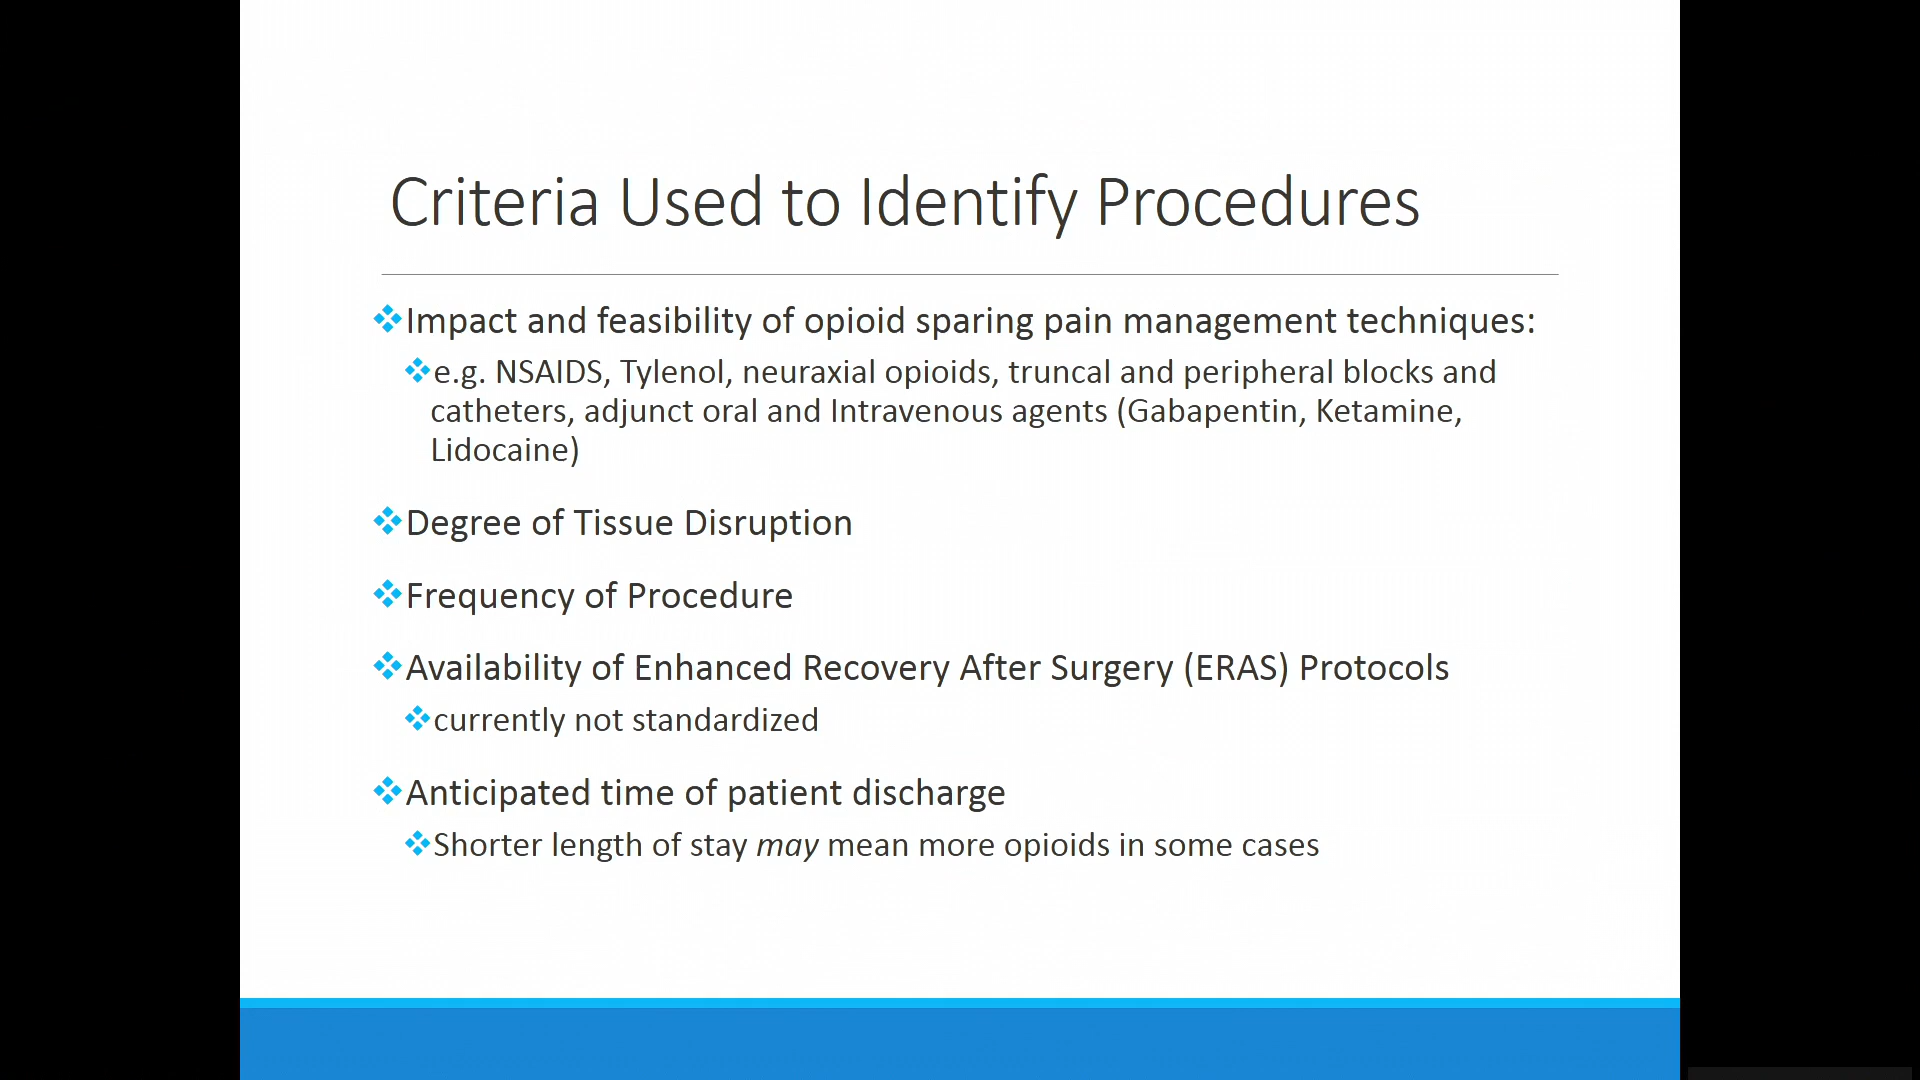 Criteria Used to Identify Procedures
Impact and feasibility of opioid sparing pain management techniques:
e.g. NSAIDS, Tylenol, neuraxial opioids, truncal and peripheral blocks and
catheters, adjunct oral and Intravenous agents (Gabapentin, Ketamine,
Lidocaine)
Degree of Tissue Disruption
Frequency of Procedure
Availability of Enhanced Recovery After Surgery (ERAS) Protocols
currently not standardized
Anticipated time of patient discharge
Shorter length of stay may mean more opioids in some cases